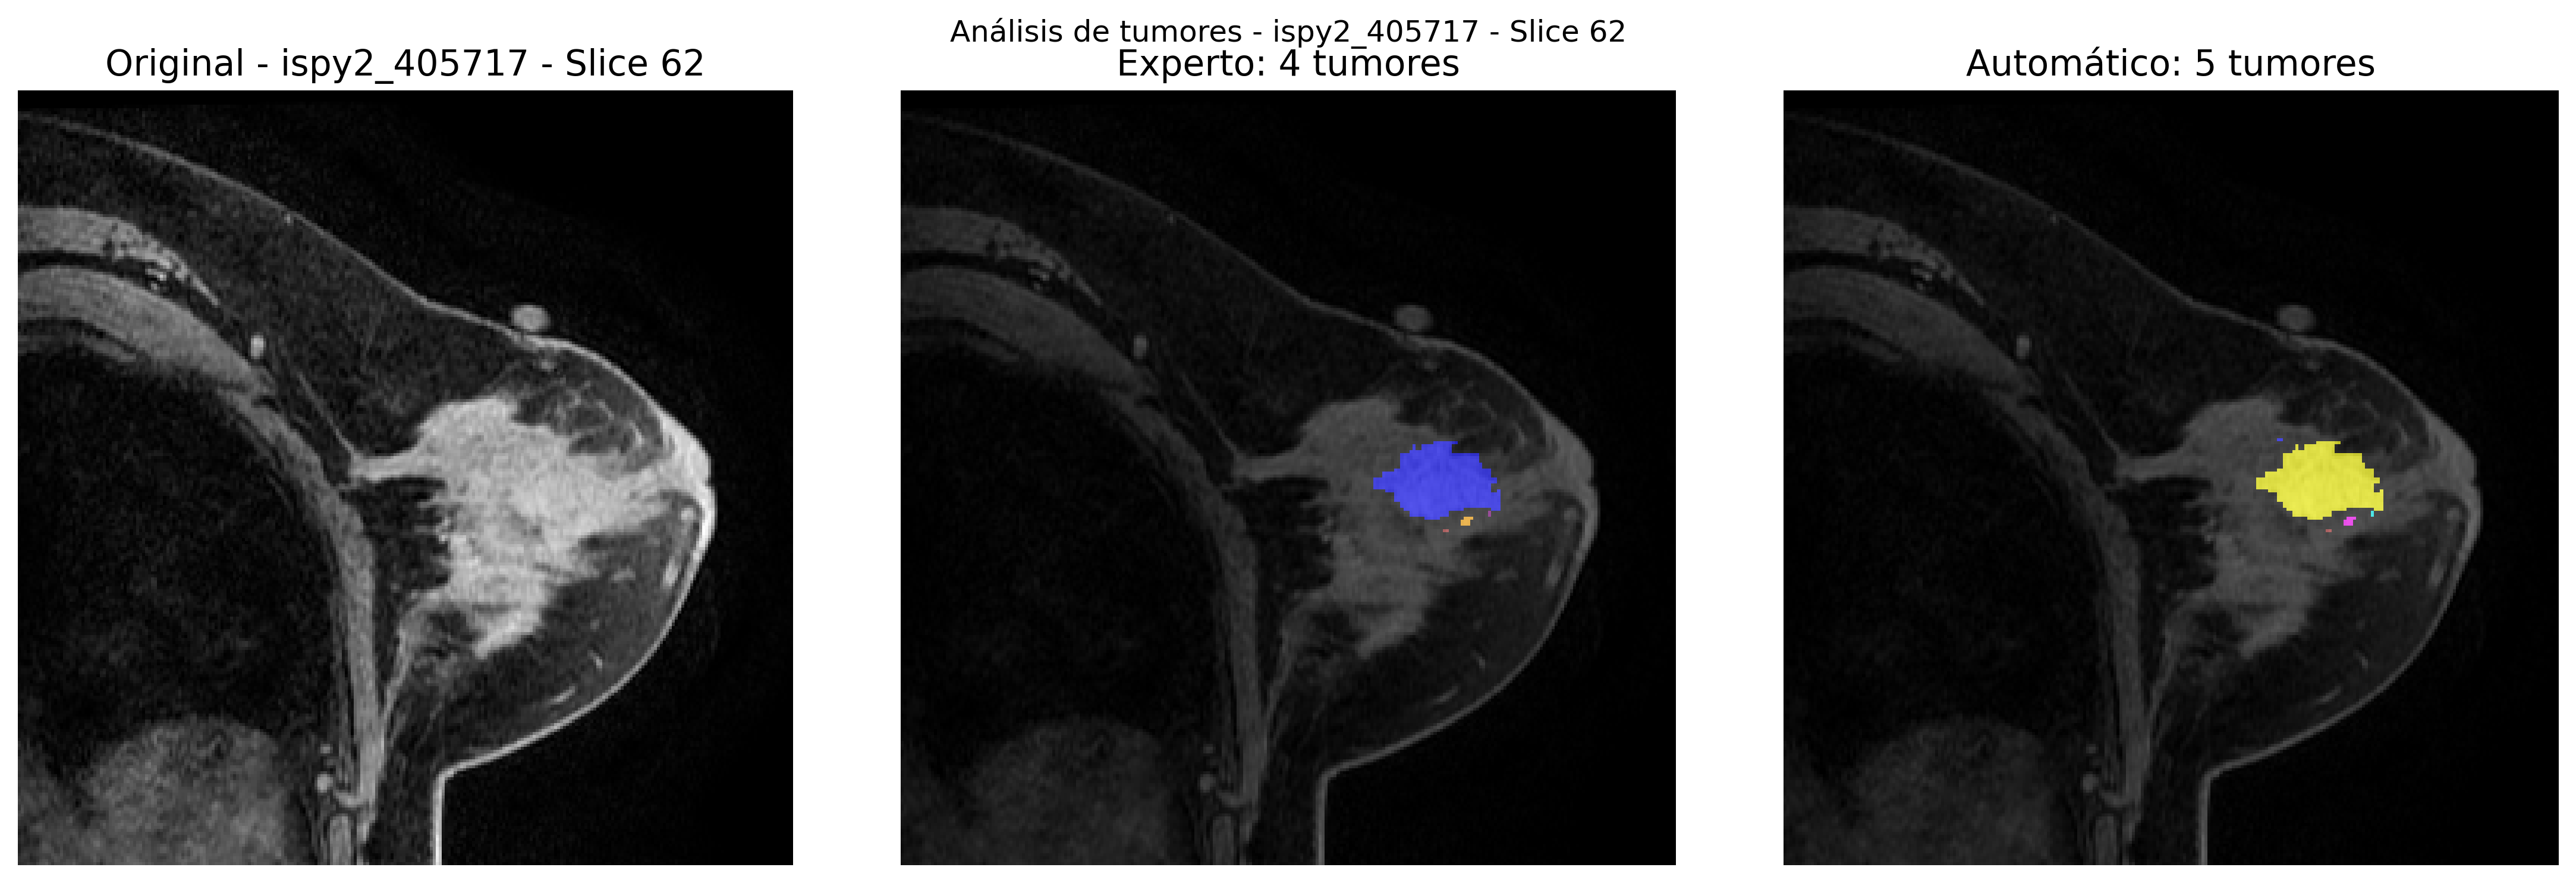 Análisis de tumores - ispy2_405717 - Slice 62
Original - ispy2_405717 - Slice 62
Experto: 4 tumores
Automático: 5 tumores